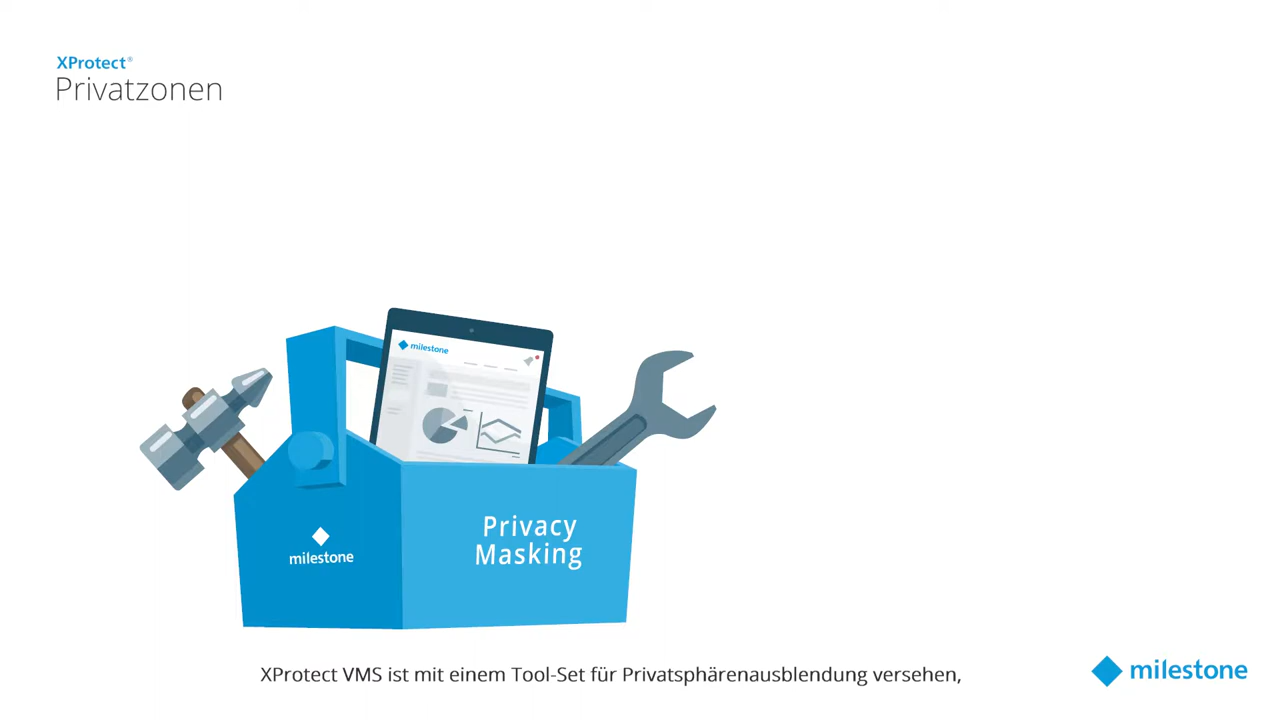 XProtect®
Privatzonen
milestone
Privacy
Masking
milestone
XProtect VMS ist mit einem Tool-Set für Privatsphärenausblendung versehen,
milestone